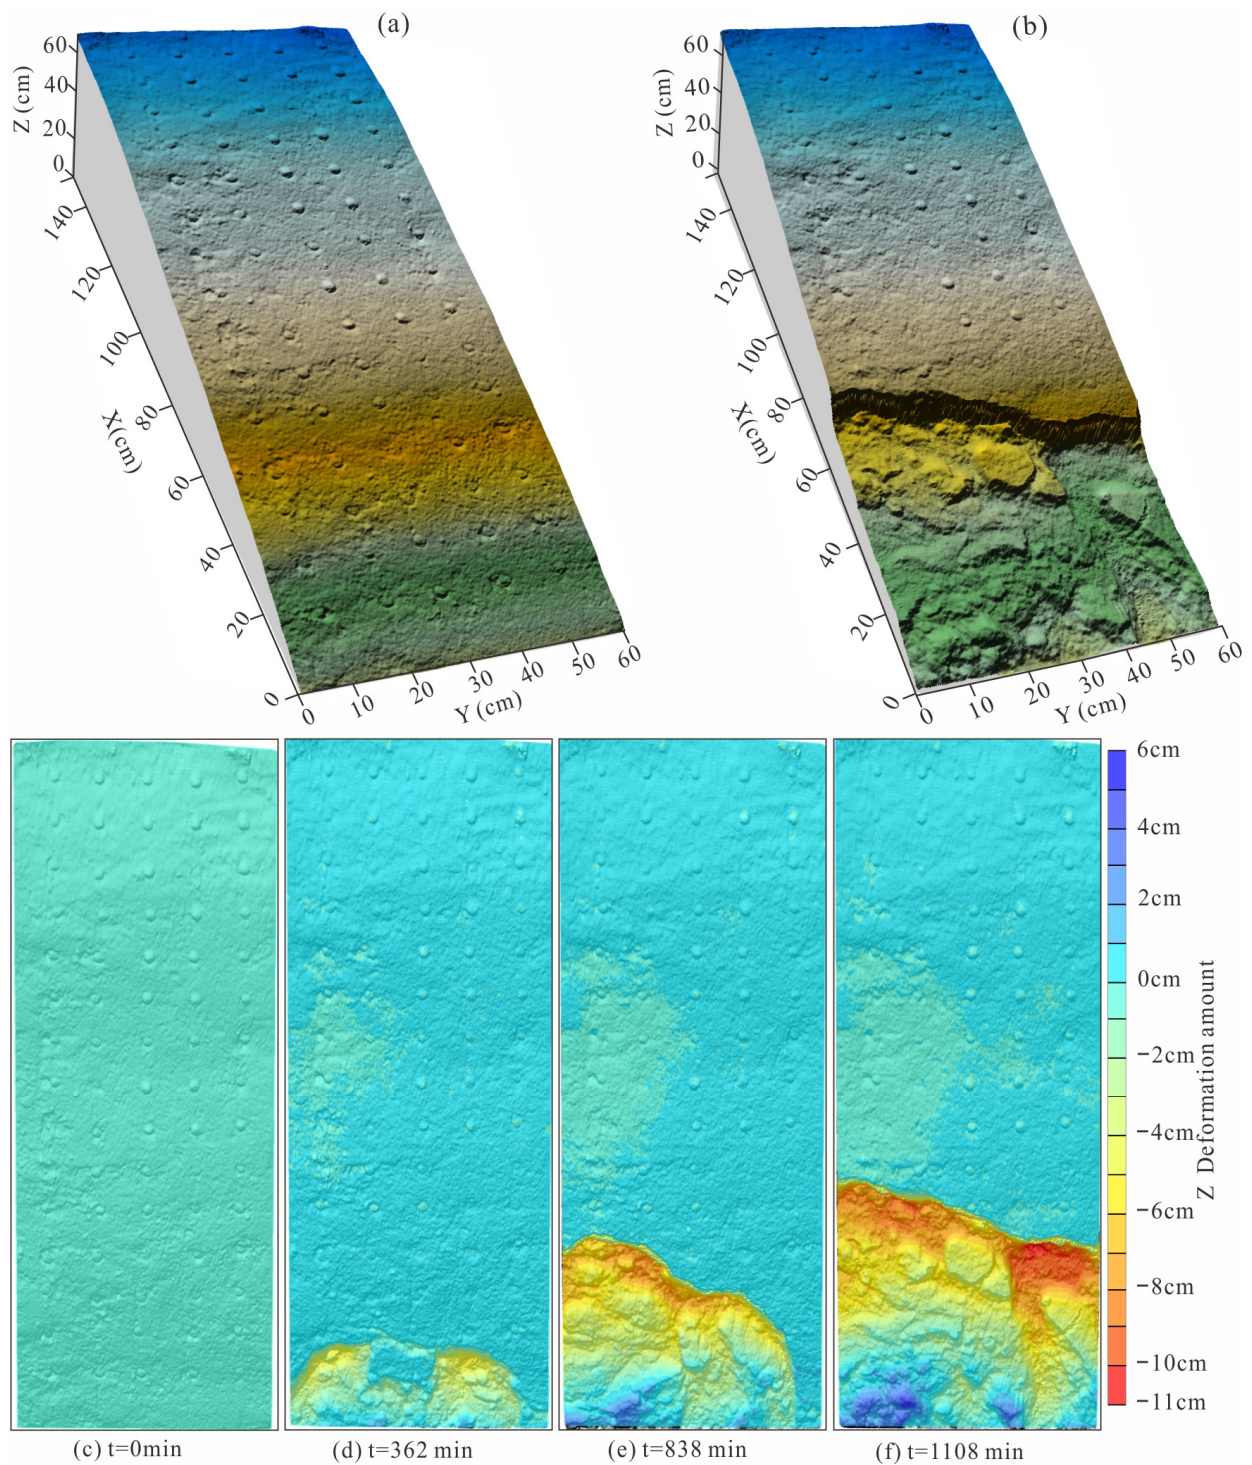 (a)
60
40
20
0
Z (cm)
140
120
100
80
60
40
20
0
X(cm)
0
10
20
30
40
50
60
Y (cm)
(b)
60
40
20
0
Z (cm)
140
120
100
80
60
40
20
0
X(cm)
0
10
20
30
40
50
60
Y (cm)
6cm
4cm
2cm
0cm
−2cm
−4cm
−6cm
−8cm
−10cm
−11cm
Z Deformation amount
(c) t=0min
(d) t=362 min
(e) t=838 min
(f) t=1108 min